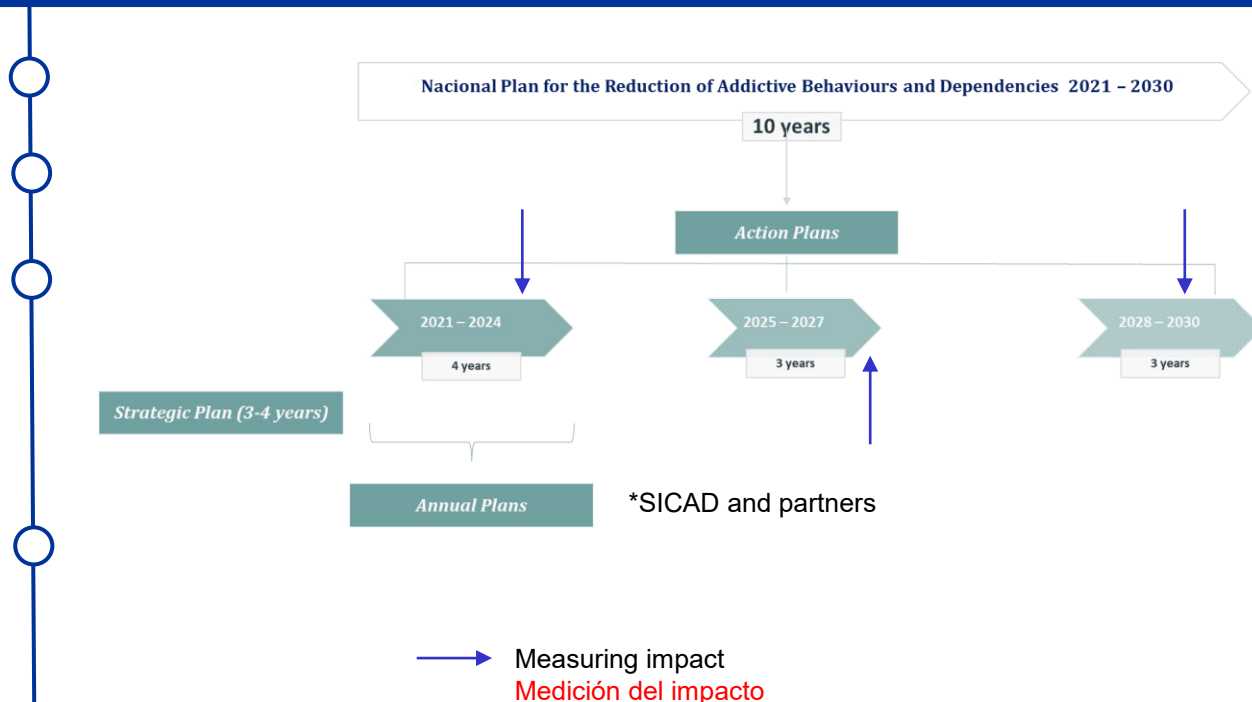 Nacional Plan for the Reduction of Addictive Behaviours and Dependencies 2021 – 2030
10 years
Action Plans
2021 – 2024
4 years
2025 – 2027
3 years
2028 – 2030
3 years
Strategic Plan (3-4 years)
Annual Plans
*SICAD and partners
Measuring impact
Medición del impacto